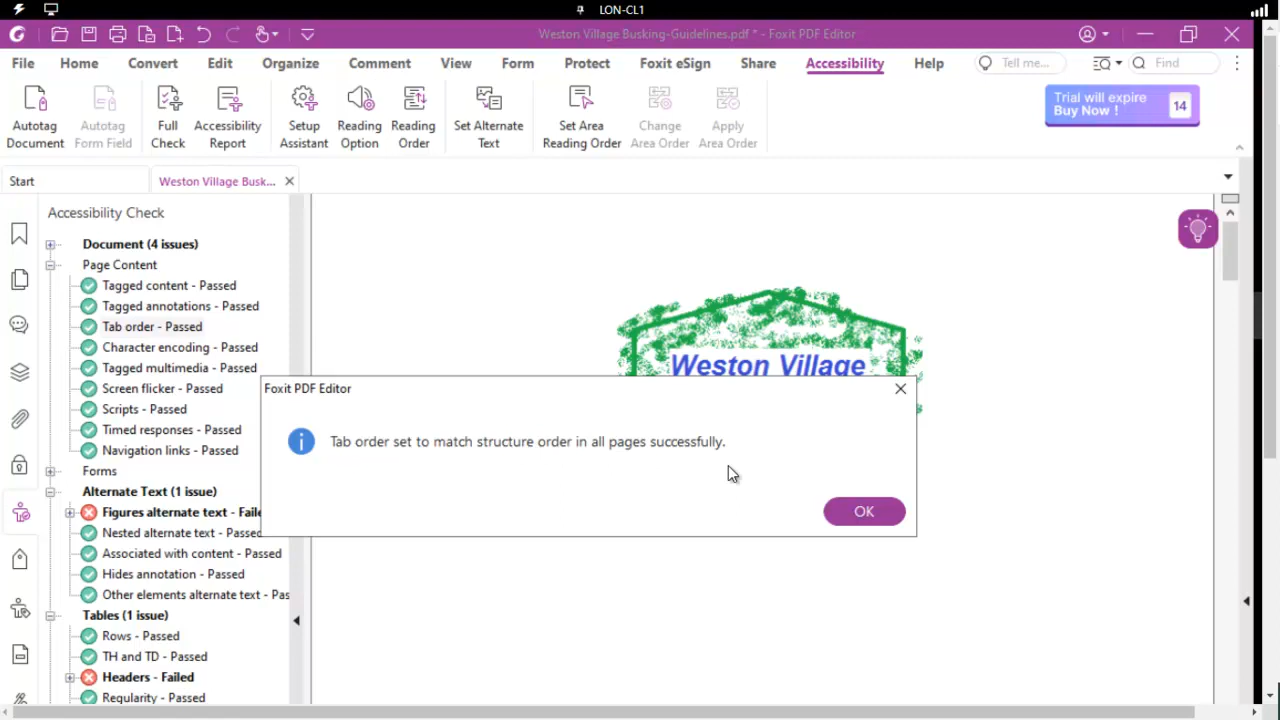 LON-CL1
Weston Village Busking-Guidelines.pdf * - Foxit PDF Editor
File Home Convert Edit Organize Comment View Form Protect Foxit eSign Share Accessibility Help Tell me... Find
Autotag Document
Autotag Form Field
Full Check
Accessibility Report
Setup Assistant
Reading Option
Reading Order
Set Alternate Text
Set Area Reading Order
Change Area Order
Apply Area Order
Trial will expire
Buy Now !
14
Start
Weston Village Busk...
Accessibility Check
Document (4 issues)
Page Content
Tagged content - Passed
Tagged annotations - Passed
Tab order - Passed
Character encoding - Passed
Tagged multimedia - Passed
Screen flicker - Passed
Scripts - Passed
Timed responses - Passed
Navigation links - Passed
Forms
Alternate Text (1 issue)
Figures alternate text - Faile
Nested alternate text - Passed
Associated with content - Passed
Hides annotation - Passed
Other elements alternate text - Pas
Tables (1 issue)
Rows - Passed
TH and TD - Passed
Headers - Failed
Regularity - Passed
Weston Village
Foxit PDF Editor
Tab order set to match structure order in all pages successfully.
OK